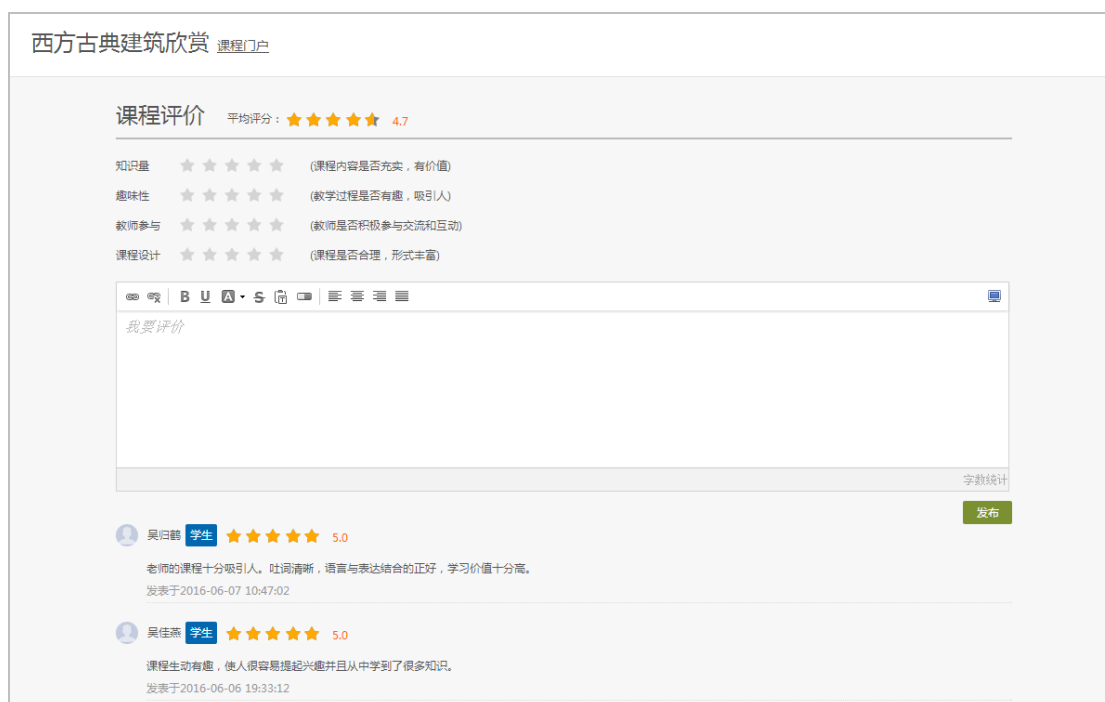 西方古典建筑欣赏 课程门户
课程评价 平均评分： 4.7
知识量 (课程内容是否充实，有价值)
趣味性 (教学过程是否有趣，吸引人)
教师参与 (教师是否积极参与交流和互动)
课程设计 (课程是否合理，形式丰富)
B U A S
我要评价
字数统计
发布
吴归鹤 学生 5.0
老师的课程十分吸引人。吐词清晰，语言与表达结合的正好，学习价值十分高。
发表于2016-06-07 10:47:02
吴佳燕 学生 5.0
课程生动有趣，使人很容易提起兴趣并且从中学到了很多知识。
发表于2016-06-06 19:33:12